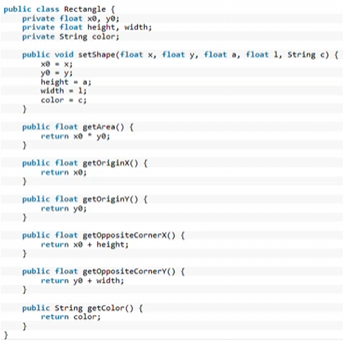 public class Rectangle {
private float x0, y0;
private float height, width;
private String color;
public void setShape(float x, float y, float a, float l, String c) {
x0 = x;
y0 = y;
height = a;
width = l;
color = c;
}
public float getArea() {
return x0 * y0;
}
public float getOriginX() {
return x0;
}
public float getOriginY() {
return y0;
}
public float getOppositeCornerX() {
return x0 + height;
}
public float getOppositeCornerY() {
return y0 + width;
}
public String getColor() {
return color;
}
}